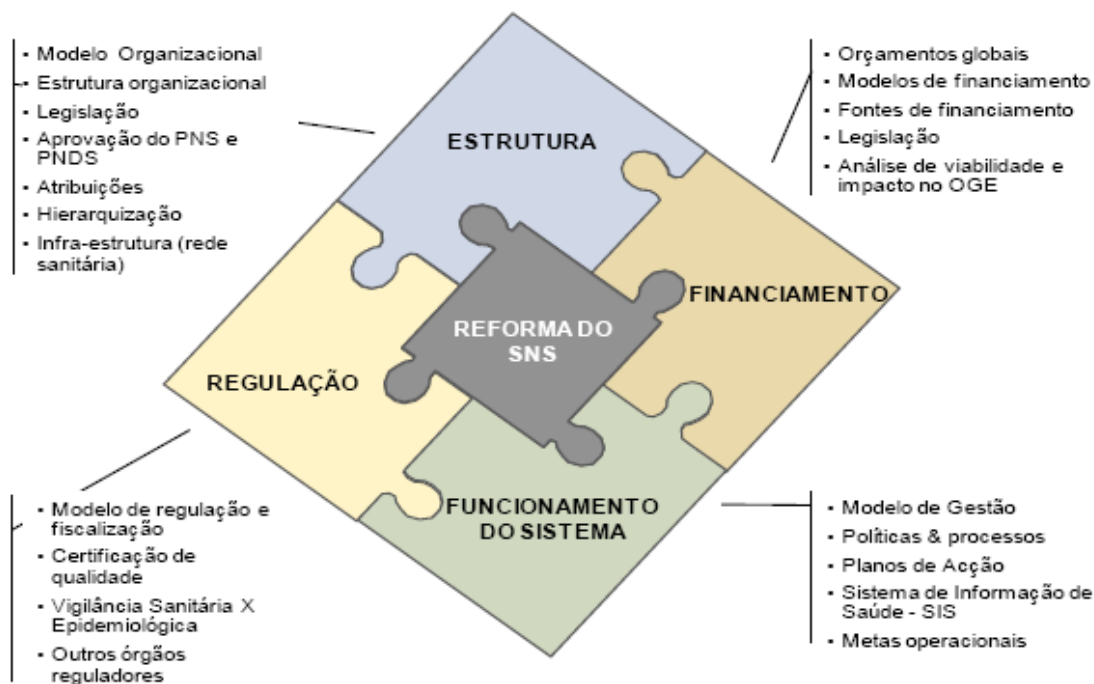 ▪ Modelo Organizacional
▪ Estrutura organizacional
▪ Legislação
▪ Aprovação do PNS e
PNDS
▪ Atribuições
▪ Hierarquização
▪ Infra-estrutura (rede
sanitária)
▪ Orçamentos globais
▪ Modelos de financiamento
▪ Fontes de financiamento
▪ Legislação
▪ Análise de viabilidade e
impacto no OGE
ESTRUTURA
FINANCIAMENTO
REFORMA DO
SNS
REGULAÇÃO
FUNCIONAMENTO
DO SISTEMA
▪ Modelo de regulação e
fiscalização
▪ Certificação de
qualidade
▪ Vigilância Sanitária X
Epidemiológica
▪ Outros órgãos
reguladores
▪ Modelo de Gestão
▪ Políticas & processos
▪ Planos de Acção
▪ Sistema de Informação de
Saúde - SIS
▪ Metas operacionais